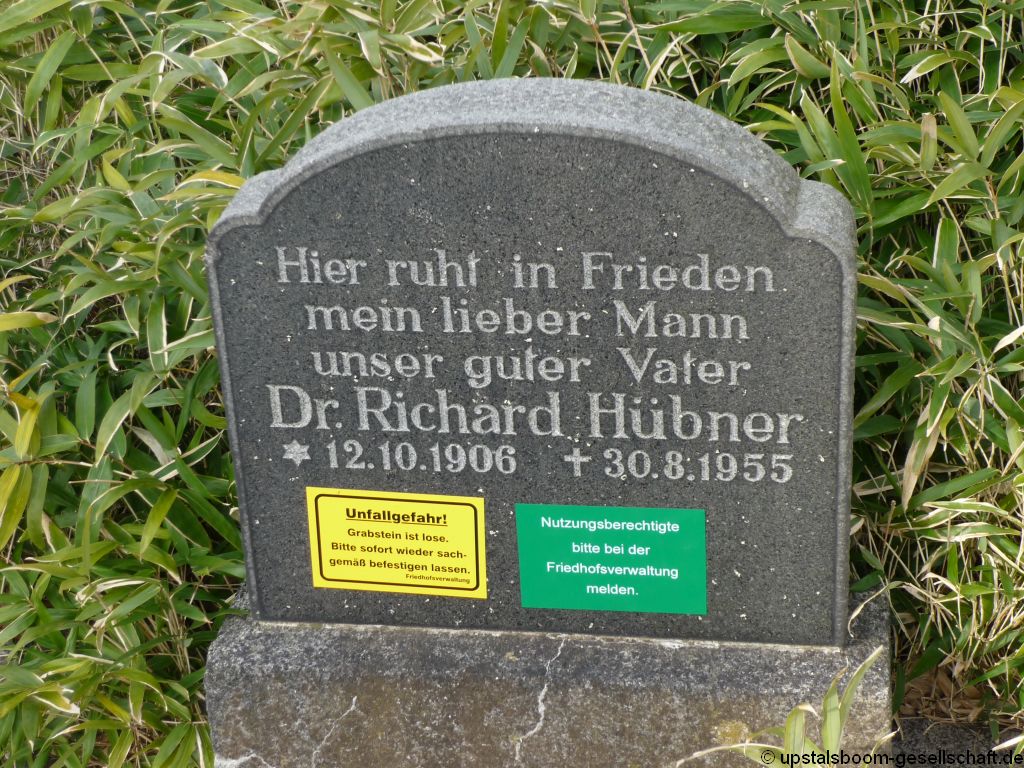 Hier ruht in Frieden
mein lieber Mann
unser guter Vater
Dr. Richard Hübner
* 12.10.1906 † 30.8.1955
Unfallgefahr!
Grabstein ist lose.
Bitte sofort wieder sach-
gemäß befestigen lassen.
Friedhofsverwaltung
Nutzungsberechtigte
bitte bei der
Friedhofsverwaltung
melden.
© upstalsboom-gesellschaft.de